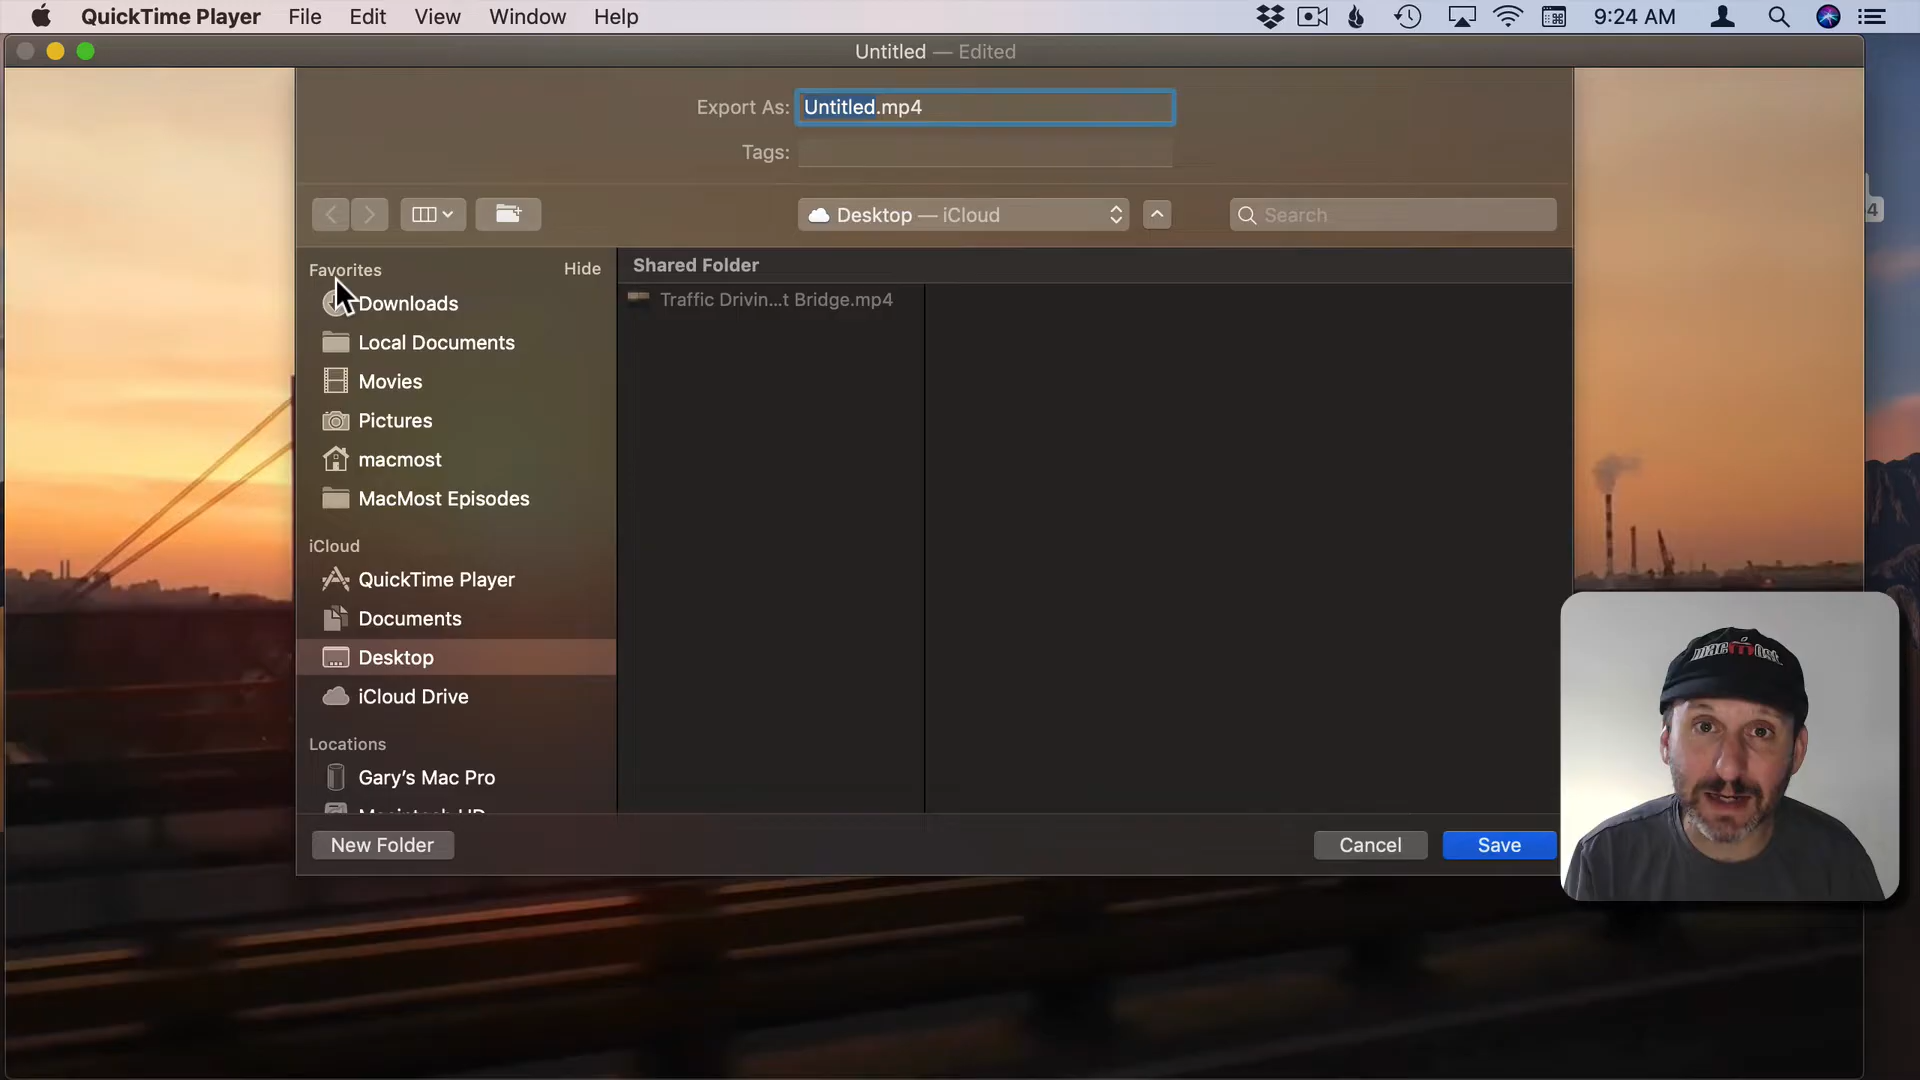 QuickTime Player File Edit View Window Help 9:24 AM
Untitled — Edited
Export As: Untitled.mp4
Tags:
Desktop — iCloud Search
4
Favorites Hide
Shared Folder
Downloads
Traffic Drivin...t Bridge.mp4
Local Documents
Movies
Pictures
macmost
MacMost Episodes
iCloud
QuickTime Player
Documents
Desktop
iCloud Drive
Locations
Gary's Mac Pro
macmost
New Folder Cancel Save